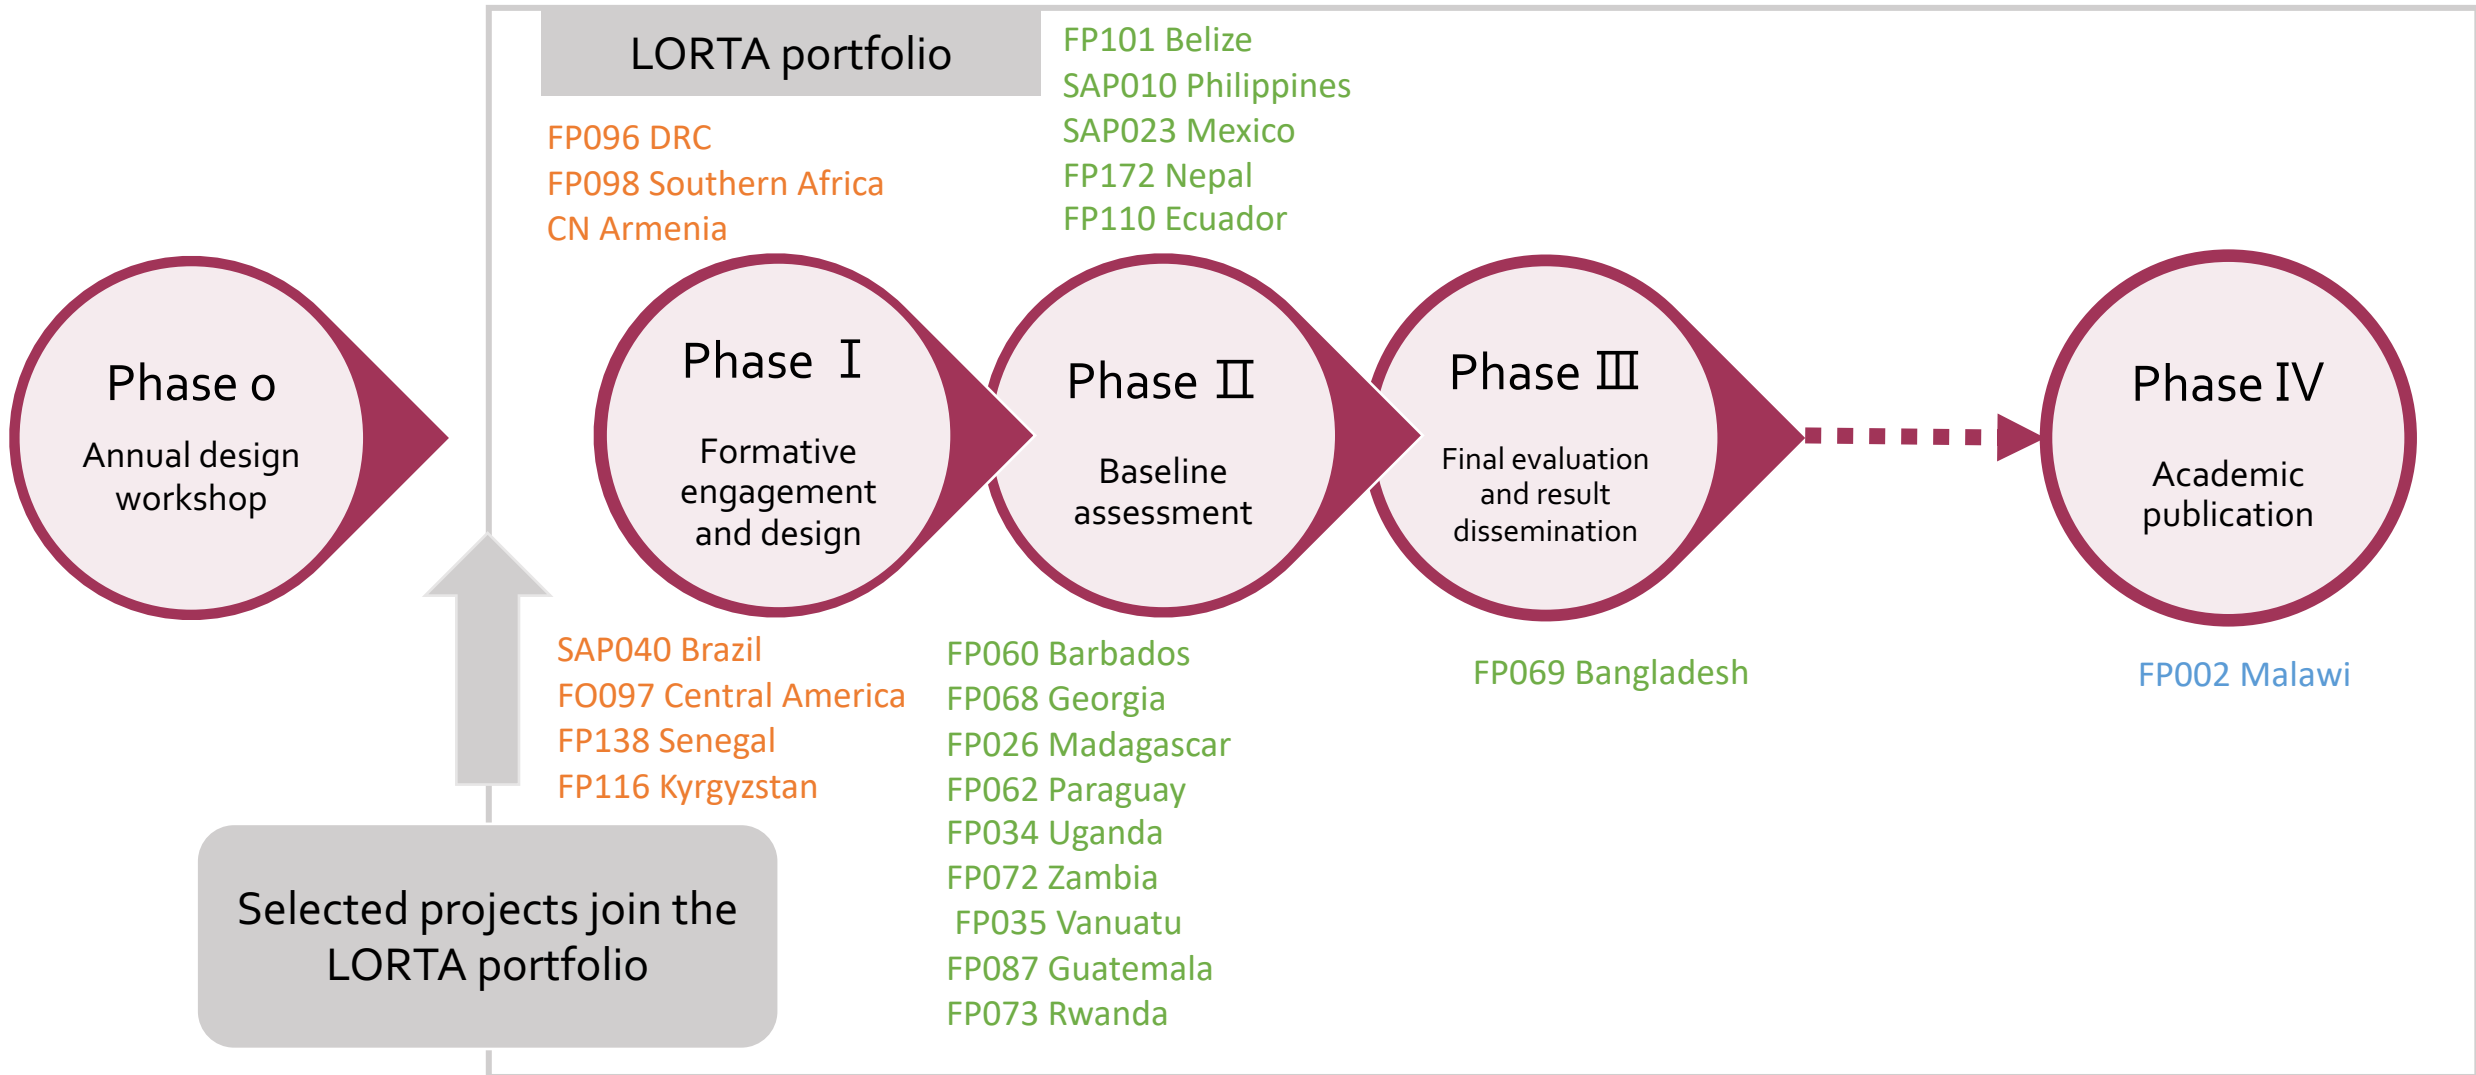 LORTA portfolio
FP096 DRC
FP098 Southern Africa
CN Armenia
FP101 Belize
SAP010 Philippines
SAP023 Mexico
FP172 Nepal
FP110 Ecuador
Phase 0
Annual design
workshop
Phase Ⅰ
Formative
engagement
and design
Phase Ⅱ
Baseline
assessment
Phase Ⅲ
Final evaluation
and result
dissemination
Phase Ⅳ
Academic
publication
SAP040 Brazil
FO097 Central America
FP138 Senegal
FP116 Kyrgyzstan
FP060 Barbados
FP068 Georgia
FP026 Madagascar
FP062 Paraguay
FP034 Uganda
FP072 Zambia
FP035 Vanuatu
FP087 Guatemala
FP073 Rwanda
FP069 Bangladesh
FP002 Malawi
Selected projects join the
LORTA portfolio